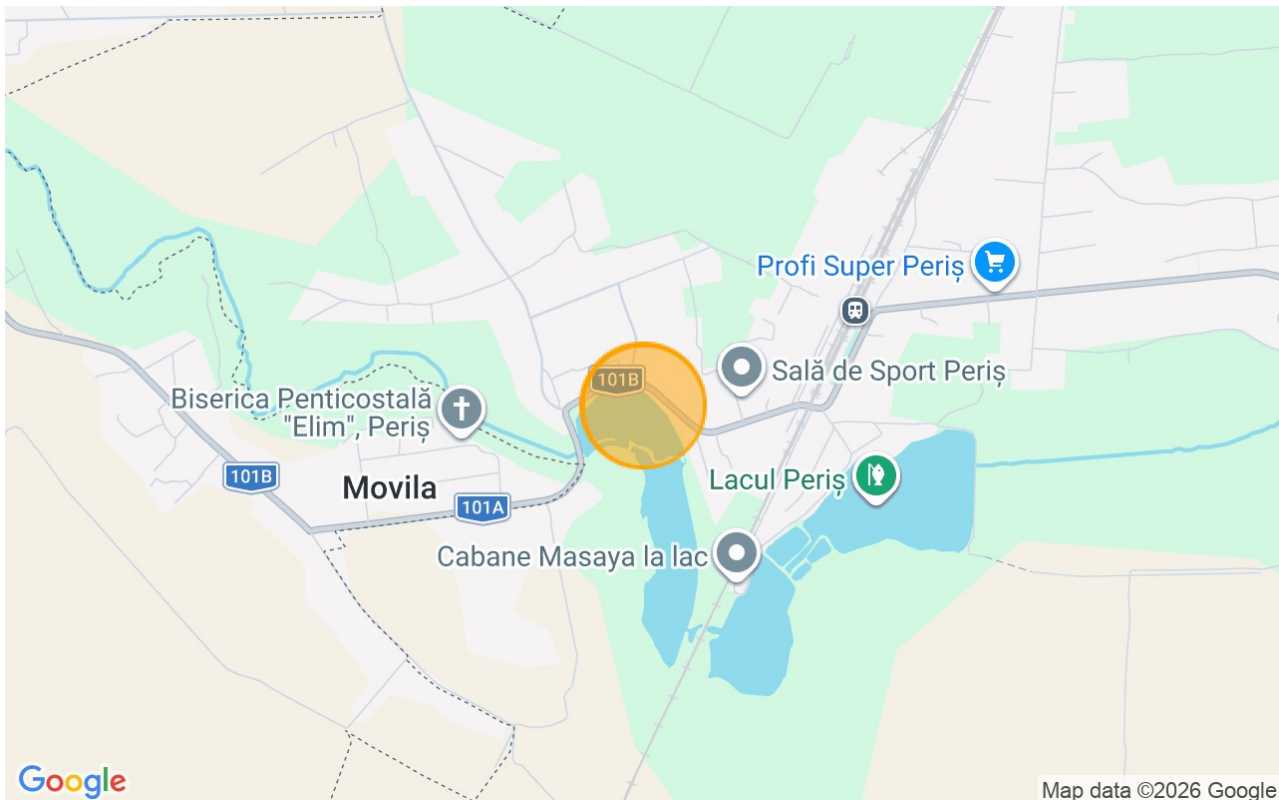 Profi Super Periș
101B
Sală de Sport Periș
Biserica Penticostală
"Elim", Periș
101B
Movila
101A
Lacul Periș
Cabane Masaya la lac
Google
Map data ©2026 Google